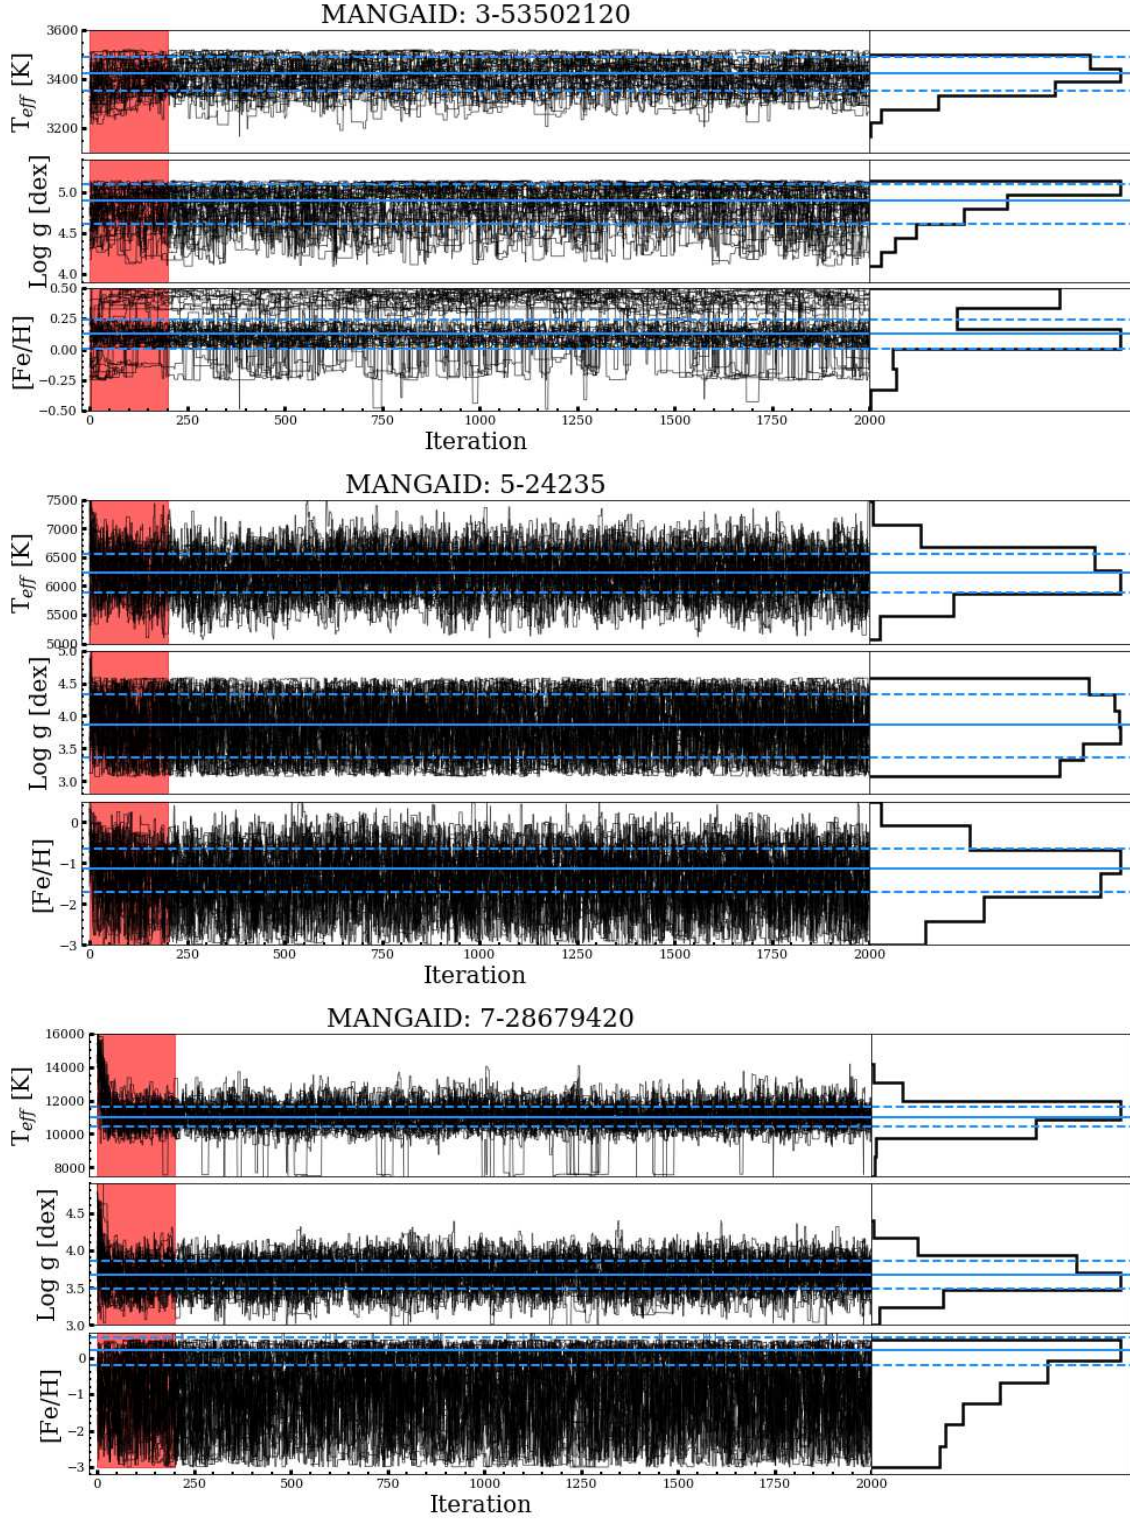 MANGAID: 3-53502120
3600
3400
3200
T_eff [K]
5.0
4.5
4.0
Log g [dex]
0.50
0.25
0.00
−0.25
−0.50
[Fe/H]
0 250 500 750 1000 1250 1500 1750 2000
Iteration
MANGAID: 5-24235
7500
7000
6500
6000
5500
5000
T_eff [K]
5.0
4.5
4.0
3.5
3.0
Log g [dex]
0
−1
−2
−3
[Fe/H]
0 250 500 750 1000 1250 1500 1750 2000
Iteration
MANGAID: 7-28679420
16000
14000
12000
10000
8000
T_eff [K]
4.5
4.0
3.5
3.0
Log g [dex]
0
−1
−2
−3
[Fe/H]
0 250 500 750 1000 1250 1500 1750 2000
Iteration